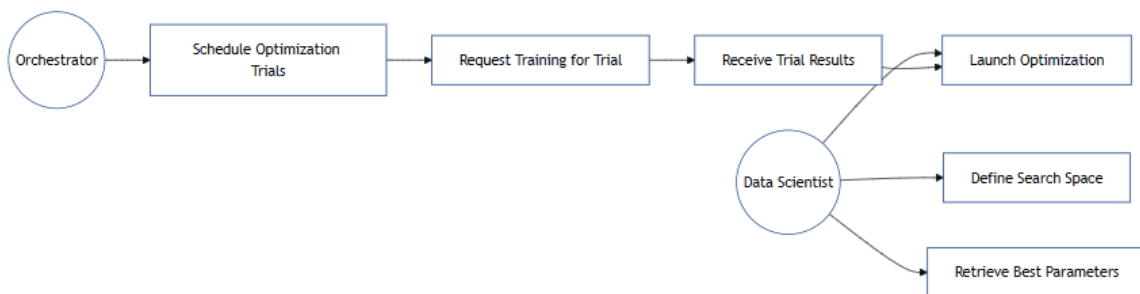 Orchestrator
Schedule Optimization
Trials
Request Training for Trial
Receive Trial Results
Launch Optimization
Data Scientist
Define Search Space
Retrieve Best Parameters